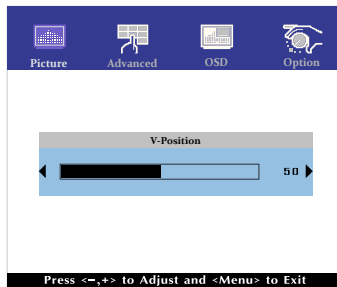 Picture Advanced OSD Option
V-Position
50
Press <–,+> to Adjust and <Menu> to Exit